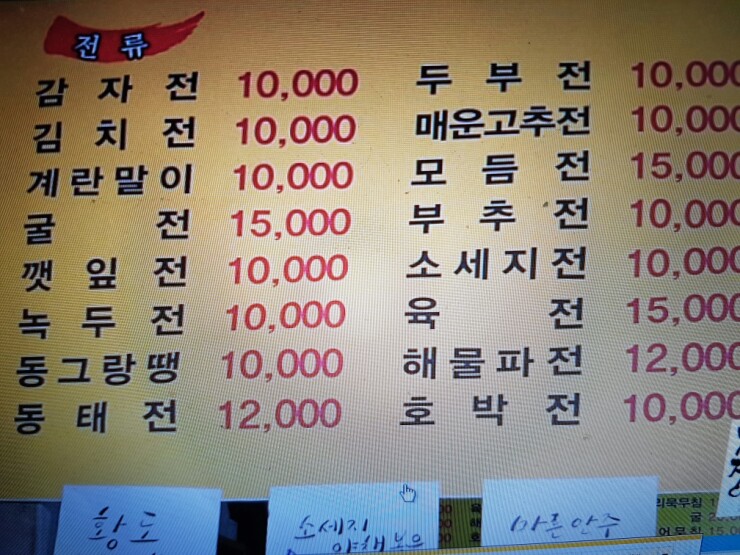 전류
감자전 10,000
김치전 10,000
계란말이 10,000
굴전 15,000
깻잎전 10,000
녹두전 10,000
동그랑땡 10,000
동태전 12,000
두부전 10,000
매운고추전 10,000
모듬전 15,000
부추전 10,000
소세지전 10,000
육전 15,000
해물파전 12,000
호박전 10,000
황도
소세지
마른안주